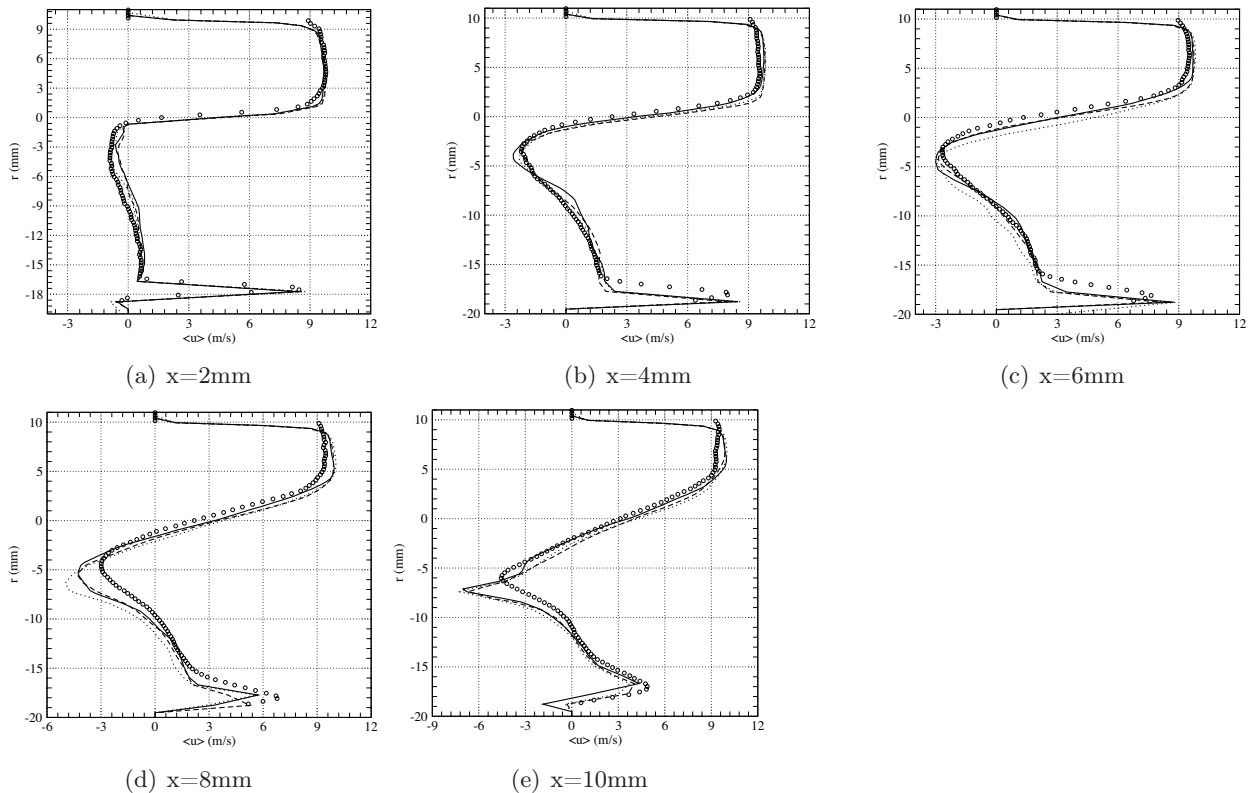 9
6
3
0
-3
-6
-9
-12
-15
-18
r (mm)
-3 0 3 6 9 12
<u> (m/s)
(a) x=2mm
10
5
0
-5
-10
-15
-20
r (mm)
-3 0 3 6 9 12
<u> (m/s)
(b) x=4mm
10
5
0
-5
-10
-15
-20
r (mm)
-3 0 3 6 9 12
<u> (m/s)
(c) x=6mm
10
5
0
-5
-10
-15
-20
r (mm)
-6 -3 0 3 6 9 12
<u> (m/s)
(d) x=8mm
10
5
0
-5
-10
-15
-20
r (mm)
-9 -6 -3 0 3 6 9 12
<u> (m/s)
(e) x=10mm